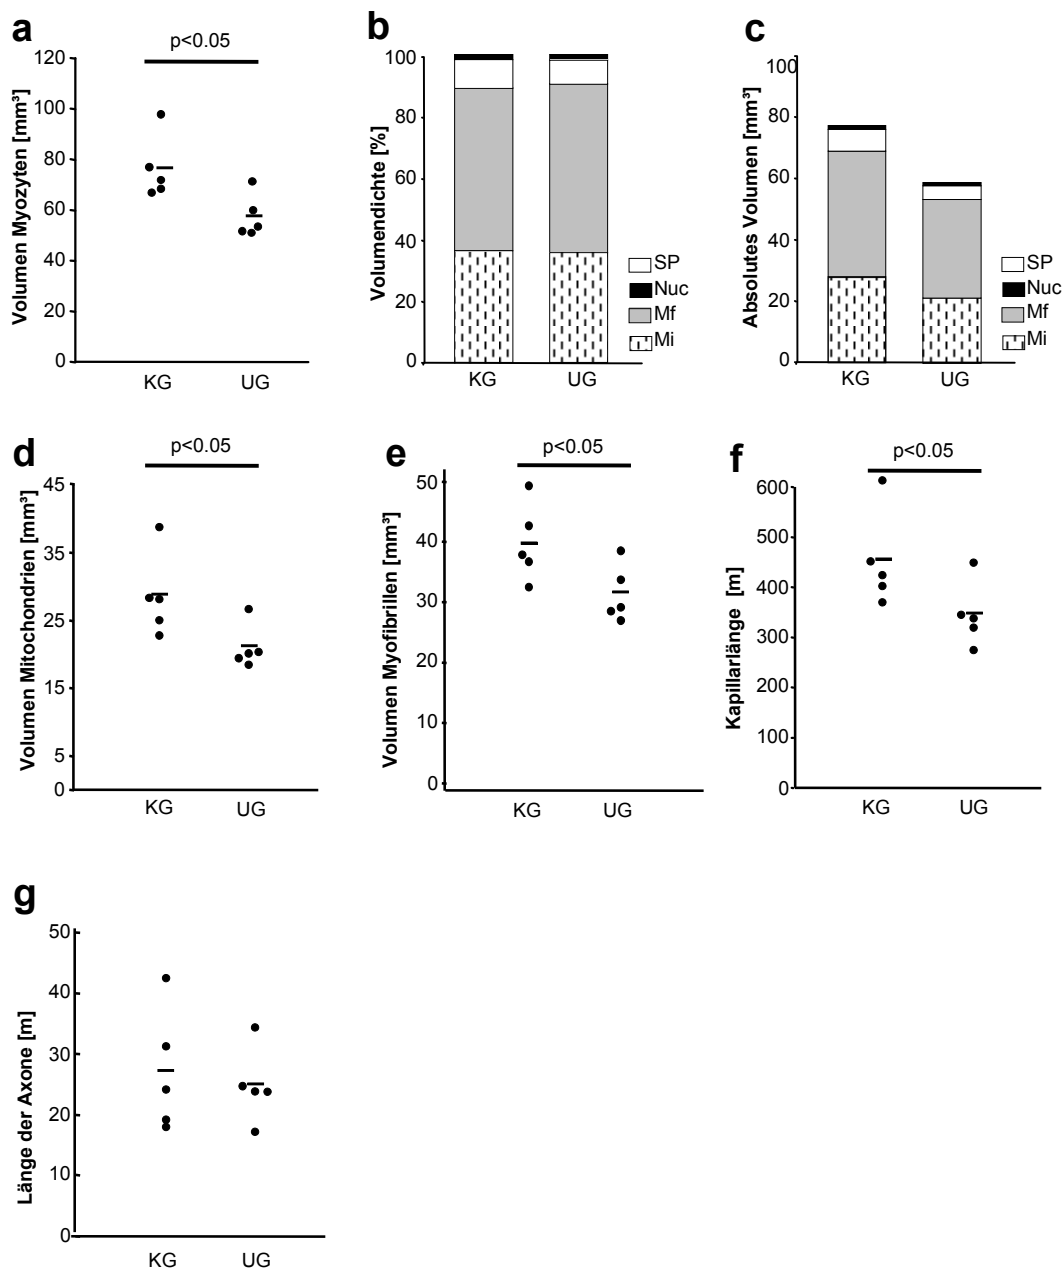 a
p<0.05
Volumen Myozyten [mm³]
120
100
80
60
40
20
0
KG UG
b
Volumendichte [%]
100
80
60
40
20
0
KG UG
SP
Nuc
Mf
Mi
c
Absolutes Volumen [mm³]
100
80
60
40
20
0
KG UG
SP
Nuc
Mf
Mi
d
p<0.05
Volumen Mitochondrien [mm³]
45
35
25
15
5
0
KG UG
e
p<0.05
Volumen Myofibrillen [mm³]
50
40
30
20
10
0
KG UG
f
p<0.05
Kapillarlänge [m]
600
500
400
300
200
100
0
KG UG
g
Länge der Axone [m]
50
40
30
20
10
0
KG UG